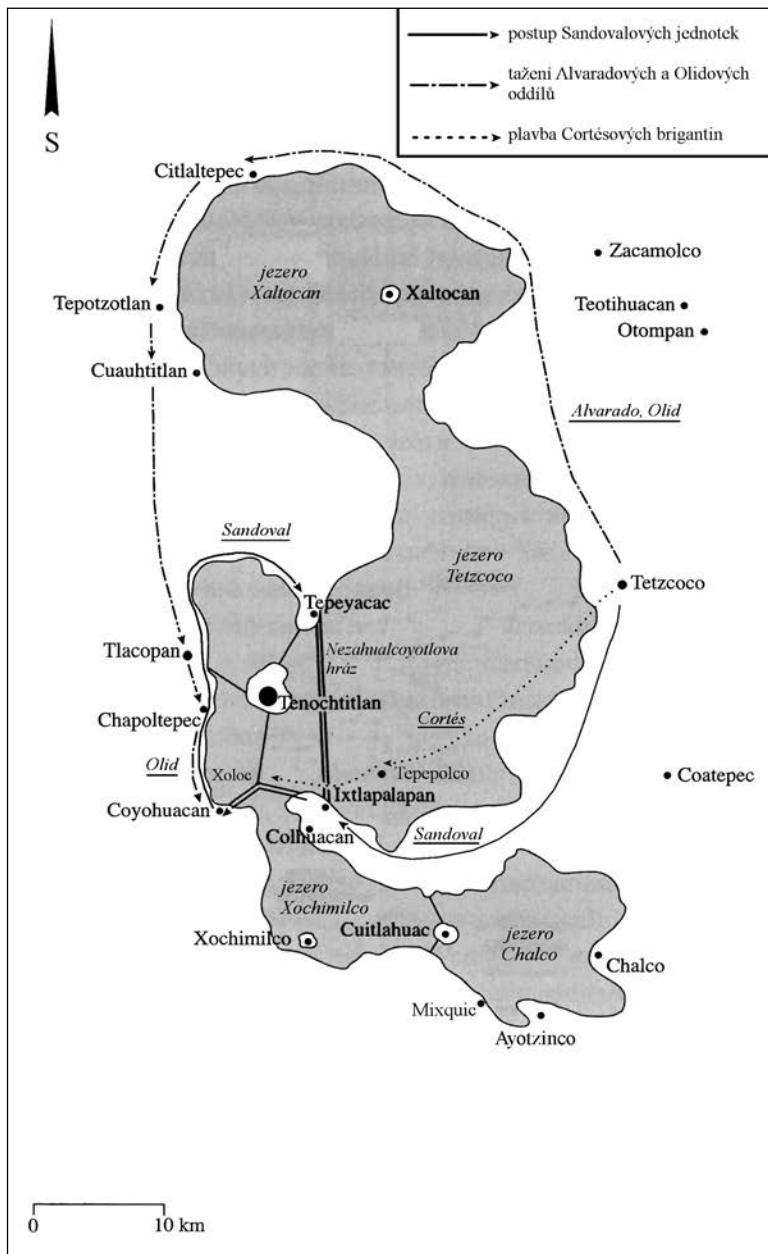 postup Sandovalových jednotek
tažení Alvaradových a Olidových
oddílů
plavba Cortésových brigantin
S
Citlaltepec
Zacamolco
jezero
Xaltocan
Xaltocan
Teotihuacan
Tepotzotlan
Otompan
Cuauhtitlan
Alvarado, Olid
Sandoval
jezero
Tetzcoco
Tetzcoco
Tepeyacac
Nezahualcoyotlova
hráz
Tlacopan
Tenochtitlan
Chapoltepec
Cortés
Olid
Xoloc
Tepepolco
Coatepec
Ixtlapalapan
Coyohuacan
Colhuacan
Sandoval
jezero
Xochimilco
Cuitlahuac
jezero
Chalco
Xochimilco
Chalco
Mixquic
Ayotzinco
0
10 km